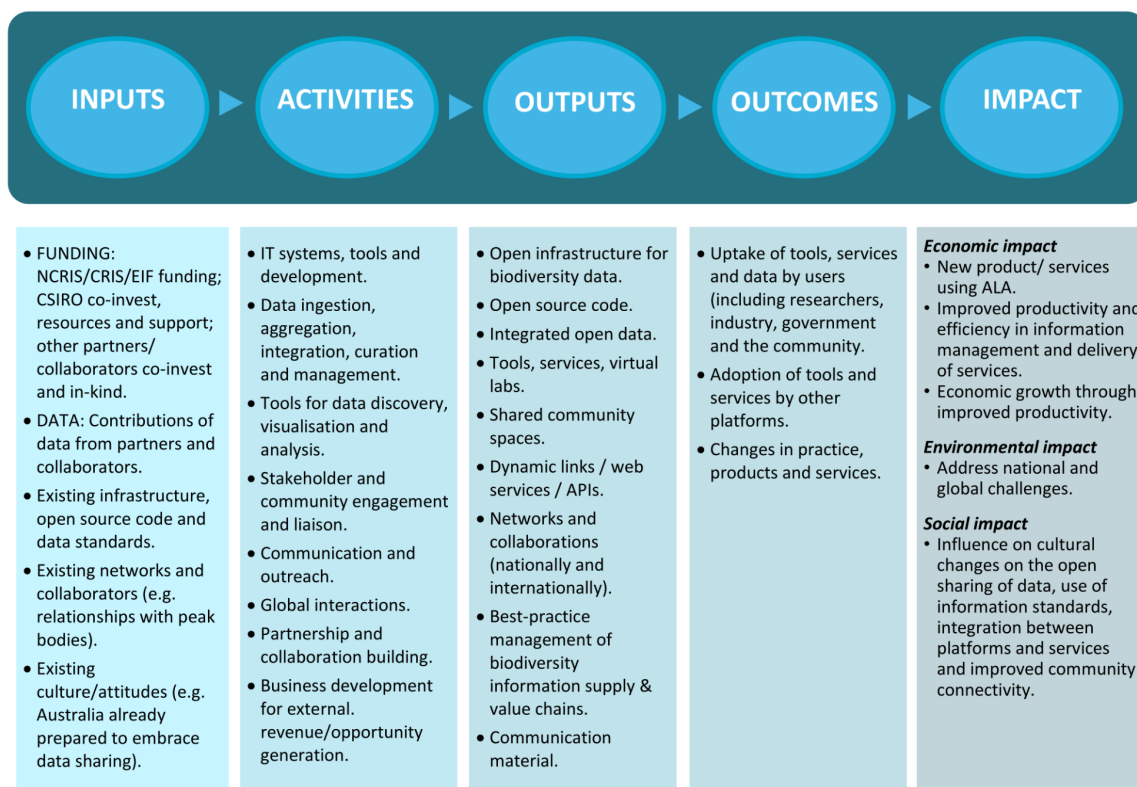 INPUTS
ACTIVITIES
OUTPUTS
OUTCOMES
IMPACT
• FUNDING:
NCRIS/CRIS/EIF funding;
CSIRO co-invest,
resources and support;
other partners/
collaborators co-invest
and in-kind.
• DATA: Contributions of
data from partners and
collaborators.
• Existing infrastructure,
open source code and
data standards.
• Existing networks and
collaborators (e.g.
relationships with peak
bodies).
• Existing
culture/attitudes (e.g.
Australia already
prepared to embrace
data sharing).
• IT systems, tools and
development.
• Data ingestion,
aggregation,
integration, curation
and management.
• Tools for data discovery,
visualisation and
analysis.
• Stakeholder and
community engagement
and liaison.
• Communication and
outreach.
• Global interactions.
• Partnership and
collaboration building.
• Business development
for external.
revenue/opportunity
generation.
• Open infrastructure for
biodiversity data.
• Open source code.
• Integrated open data.
• Tools, services, virtual
labs.
• Shared community
spaces.
• Dynamic links / web
services / APIs.
• Networks and
collaborations
(nationally and
internationally).
• Best-practice
management of
biodiversity
information supply &
value chains.
• Communication
material.
• Uptake of tools, services
and data by users
(including researchers,
industry, government
and the community.
• Adoption of tools and
services by other
platforms.
• Changes in practice,
products and services.
Economic impact
• New product/ services
using ALA.
• Improved productivity and
efficiency in information
management and delivery
of services.
• Economic growth through
improved productivity.
Environmental impact
• Address national and
global challenges.
Social impact
• Influence on cultural
changes on the open
sharing of data, use of
information standards,
integration between
platforms and services
and improved community
connectivity.